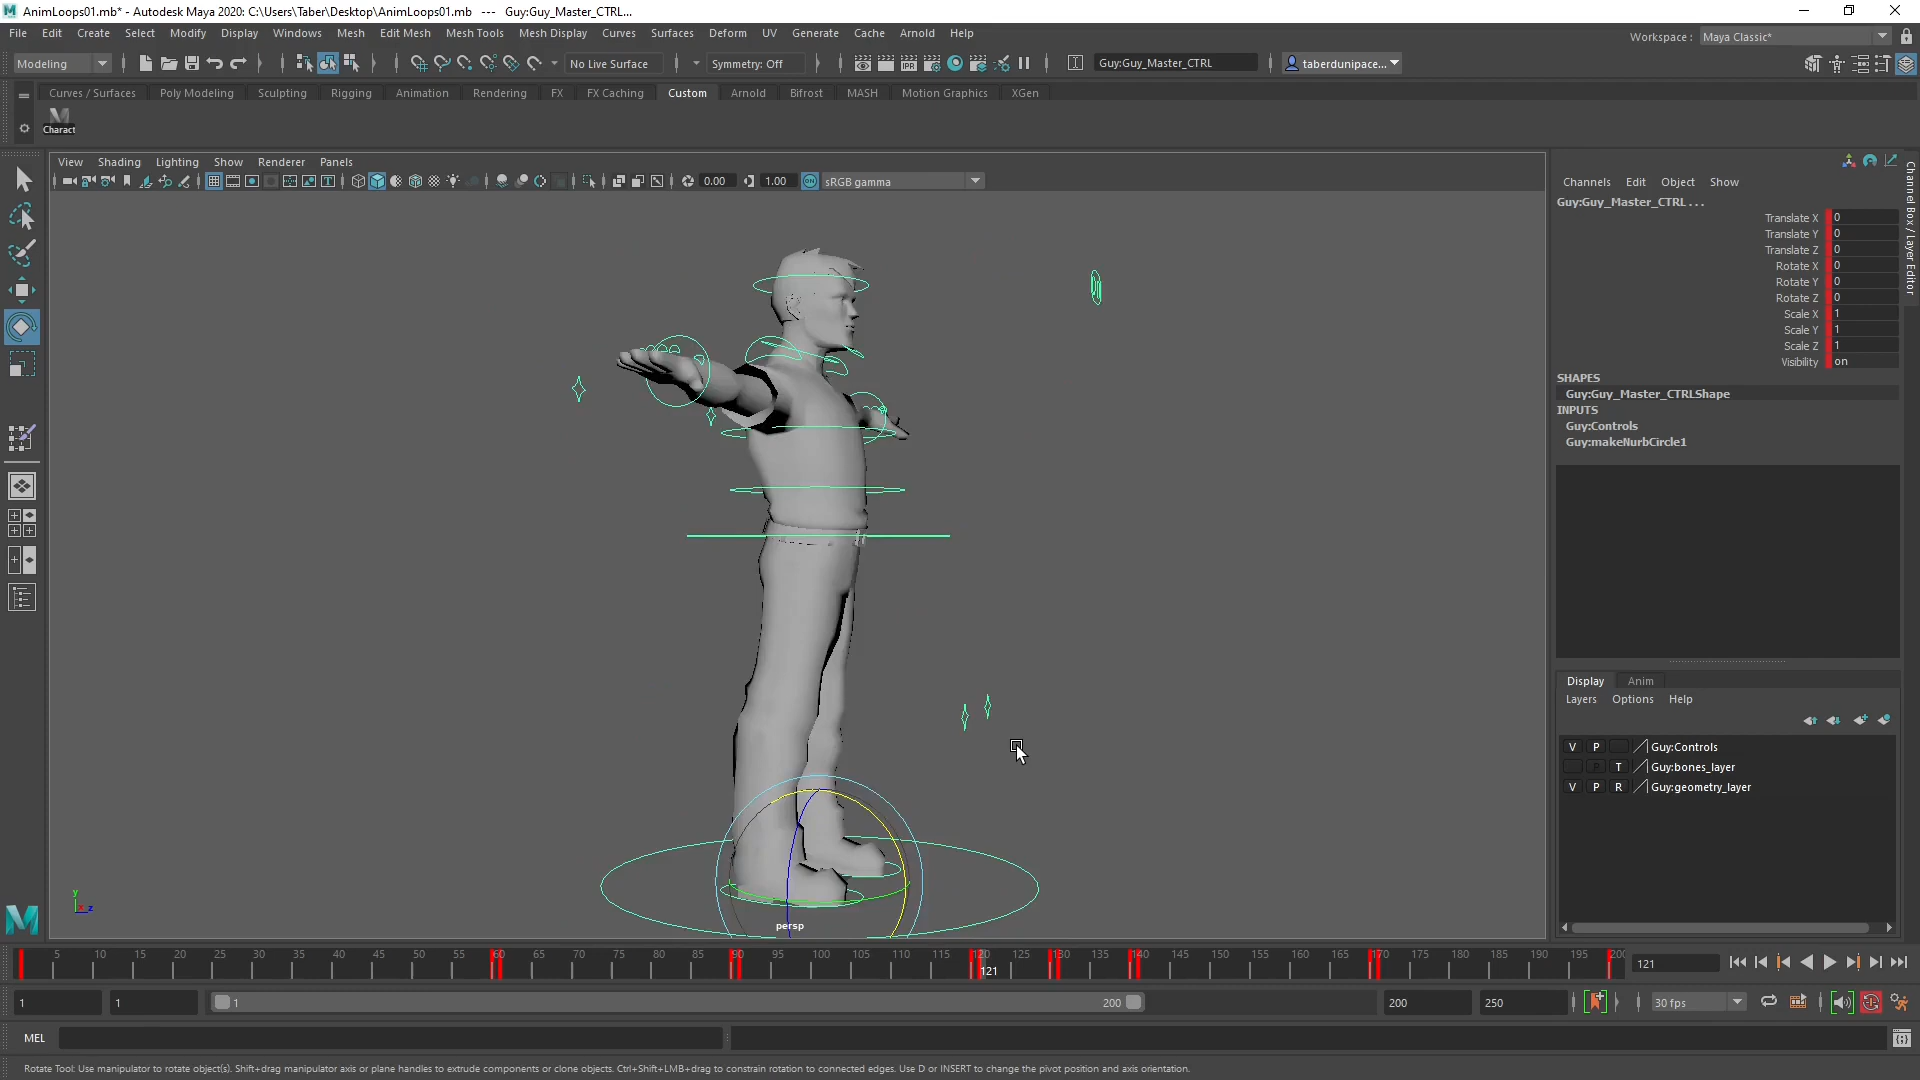 AnimLoops01.mb* - Autodesk Maya 2020: C:\Users\Taber\Desktop\AnimLoops01.mb   ---   Guy:Guy_Master_CTRL...
File Edit Create Select Modify Display Windows Mesh Edit Mesh Mesh Tools Mesh Display Curves Surfaces Deform UV Generate Cache Arnold Help
Workspace : Maya Classic*
Modeling No Live Surface Symmetry: Off IPR Guy:Guy_Master_CTRL taberdunipace...
Curves / Surfaces Poly Modeling Sculpting Rigging Animation Rendering FX FX Caching Custom Arnold Bifrost MASH Motion Graphics XGen
Charact
View Shading Lighting Show Renderer Panels
0.00 1.00 ON sRGB gamma
Channels Edit Object Show
Guy:Guy_Master_CTRL . . .
Translate X 0
Translate Y 0
Translate Z 0
Rotate X 0
Rotate Y 0
Rotate Z 0
Scale X 1
Scale Y 1
Scale Z 1
Visibility on
SHAPES
Guy:Guy_Master_CTRLShape
INPUTS
Guy:Controls
Guy:makeNurbCircle1
Channel Box / Layer Editor
Display Anim
Layers Options Help
V P Guy:Controls
P T Guy:bones_layer
V P R Guy:geometry_layer
y
x z
persp
5 10 15 20 25 30 35 40 45 50 55 60 65 70 75 80 85 90 95 100 105 110 115 120 125 130 135 140 145 150 155 160 165 170 175 180 185 190 195 200
121
121
1 1 1 200 200 250 30 fps
MEL
Rotate Tool: Use manipulator to rotate object(s). Shift+drag manipulator axis or plane handles to extrude components or clone objects. Ctrl+Shift+LMB+drag to constrain rotation to connected edges. Use D or INSERT to change the pivot position and axis orientation.